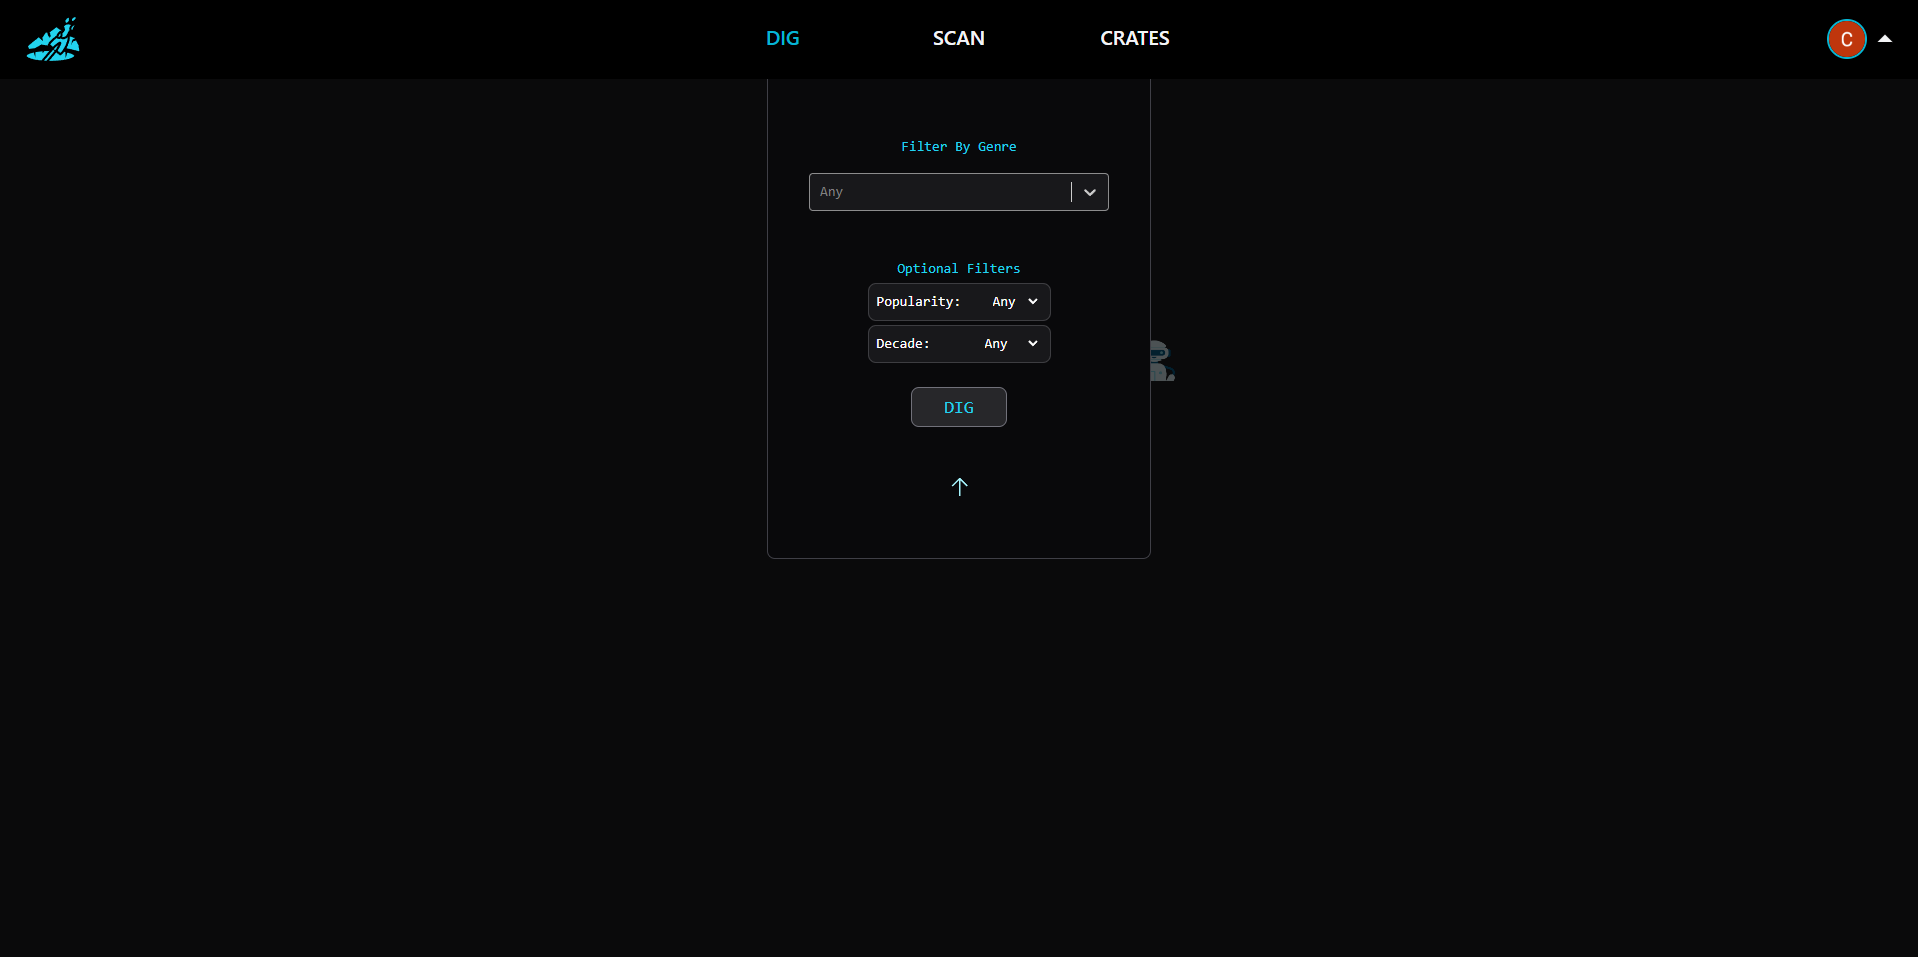 DIG SCAN CRATES C
Filter By Genre
Any
Optional Filters
Popularity: Any
Decade: Any
DIG